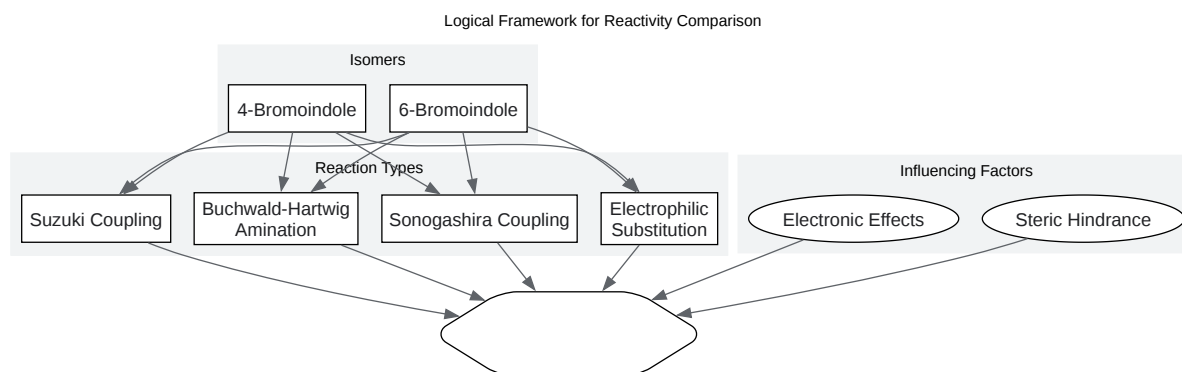 Logical Framework for Reactivity Comparison
Isomers
4-Bromoindole
6-Bromoindole
Reaction Types
Influencing Factors
Suzuki Coupling
Buchwald-Hartwig
Amination
Sonogashira Coupling
Electrophilic
Substitution
Electronic Effects
Steric Hindrance